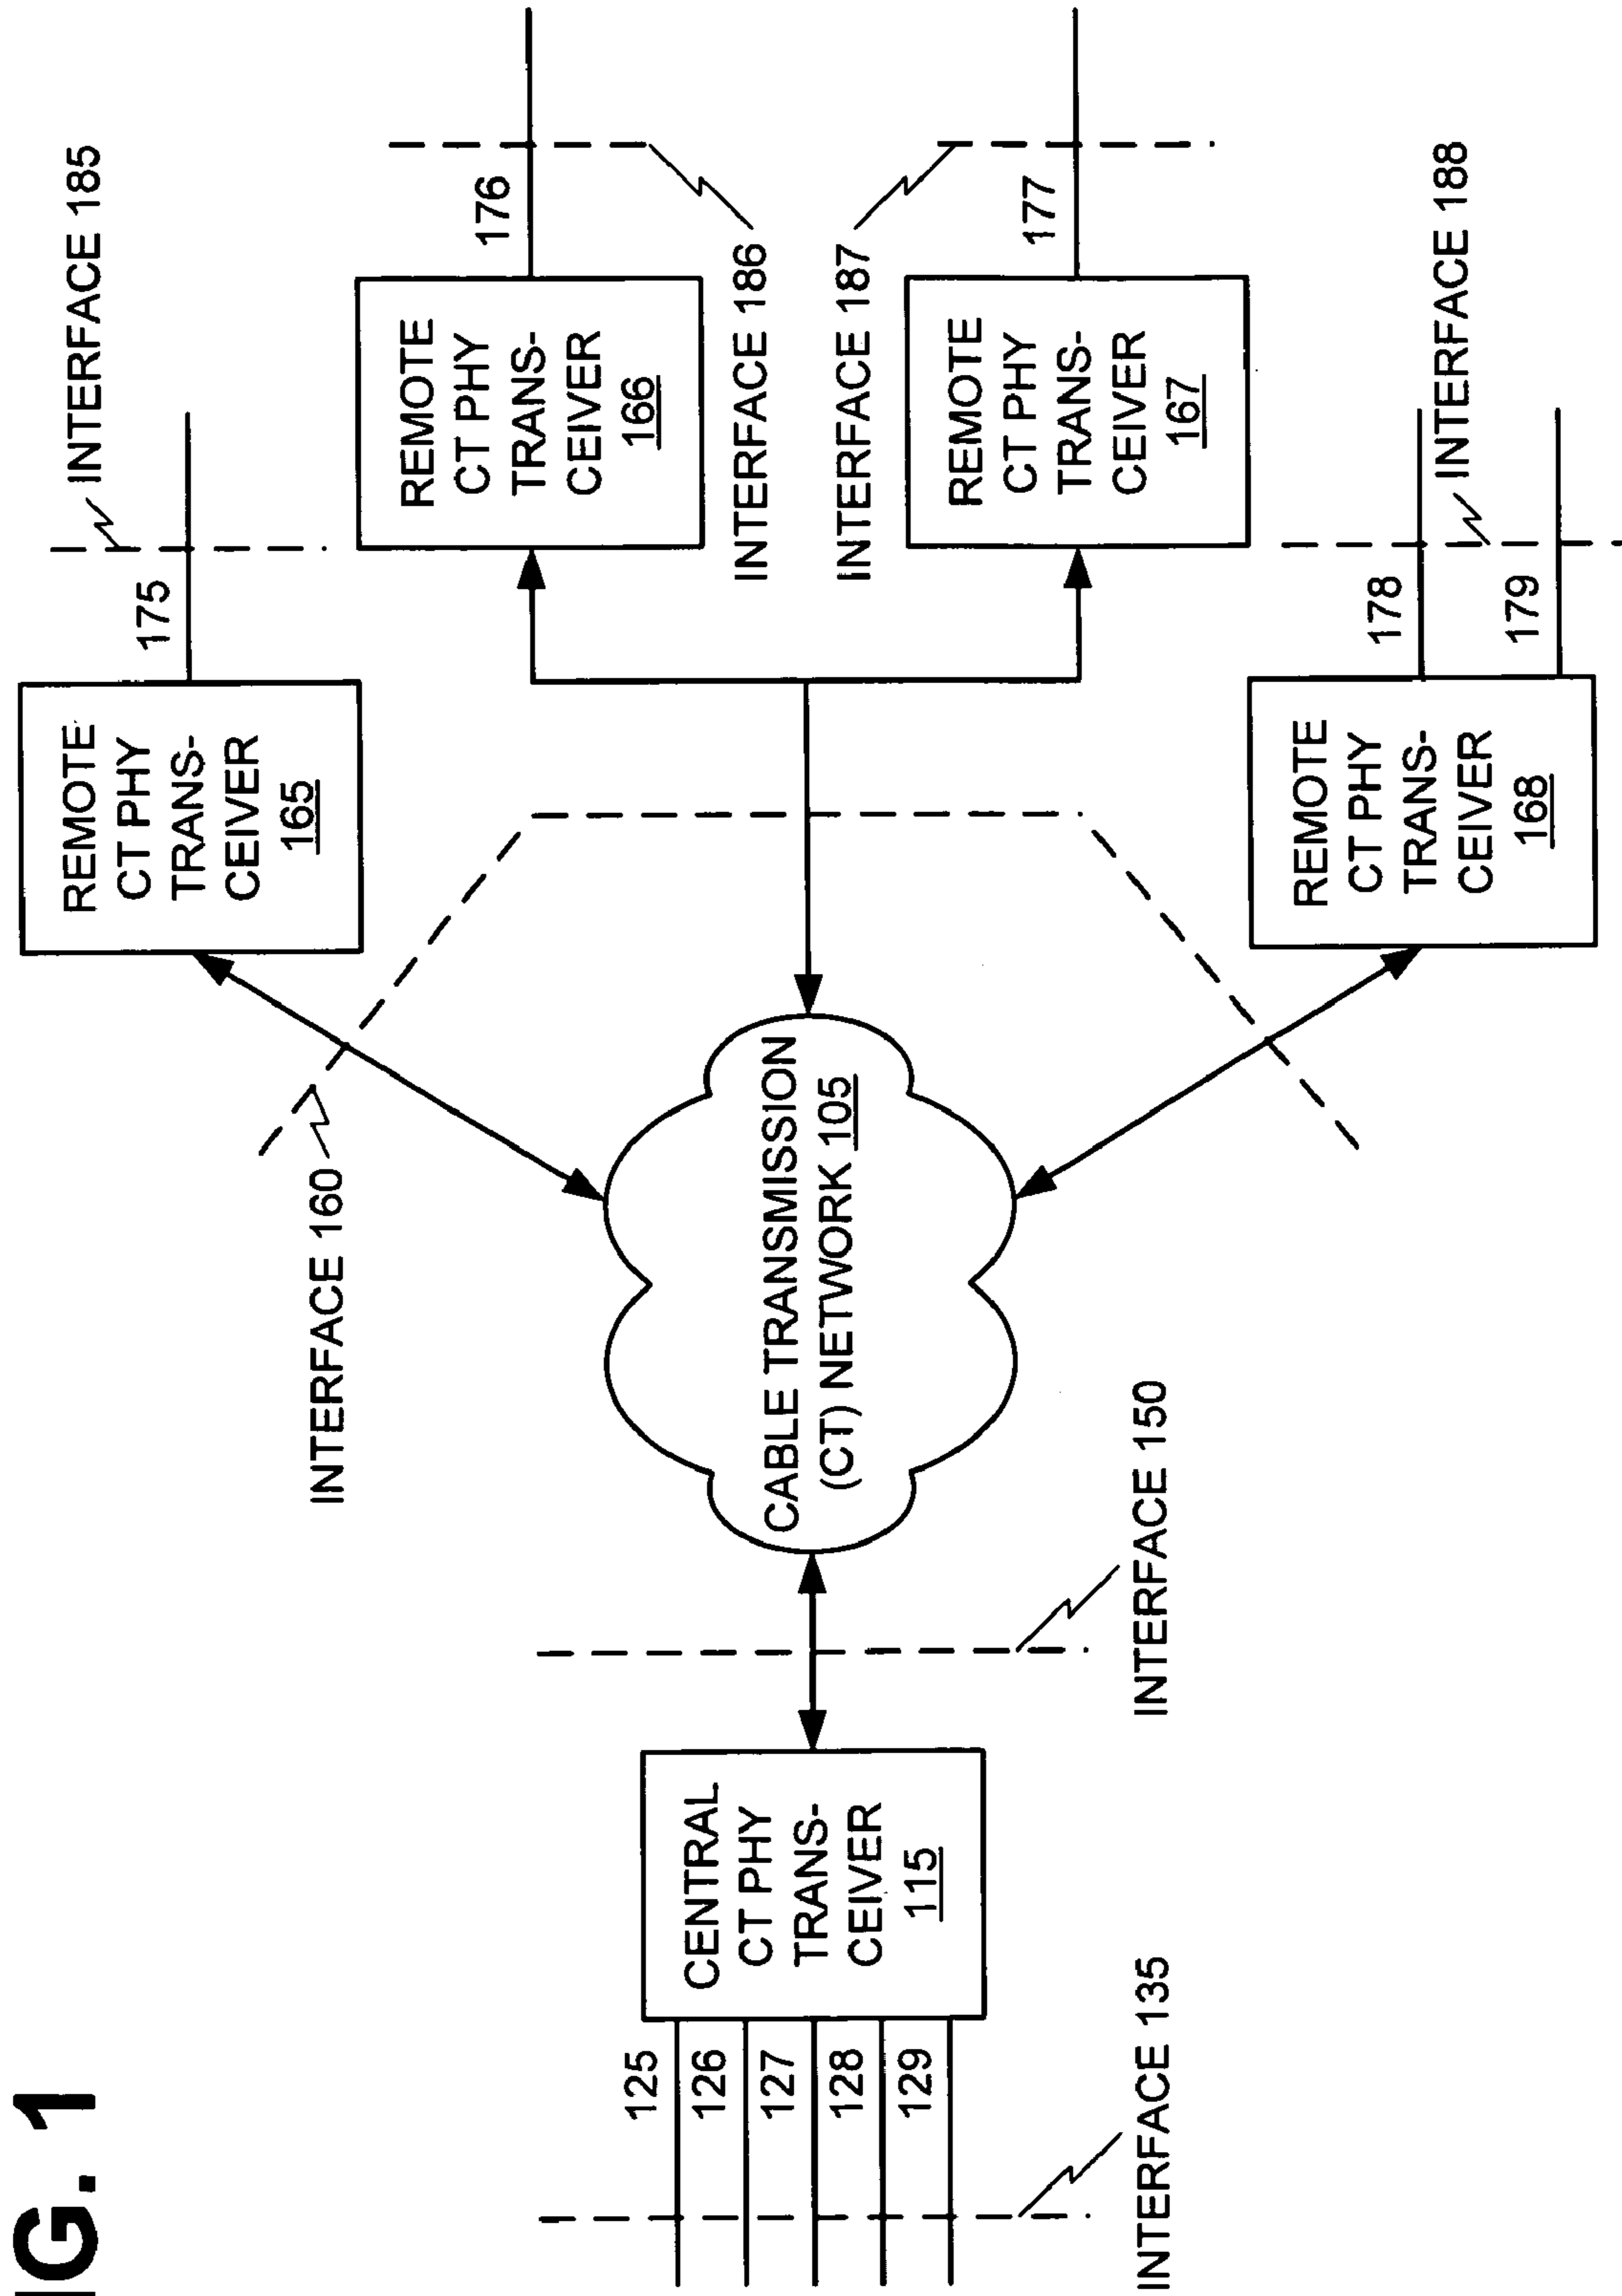 IG. 1
INTERFACE 185
REMOTE
CT PHY
TRANS-
CEIVER
165
175
INTERFACE 160
REMOTE
CT PHY
TRANS-
CEIVER
166
176
INTERFACE 186
CENTRAL
CT PHY
TRANS-
CEIVER
115
125
126
127
128
129
INTERFACE 135
INTERFACE 150
CABLE TRANSMISSION
(CT) NETWORK 105
INTERFACE 187
REMOTE
CT PHY
TRANS-
CEIVER
167
177
REMOTE
CT PHY
TRANS-
CEIVER
168
178
179
INTERFACE 188